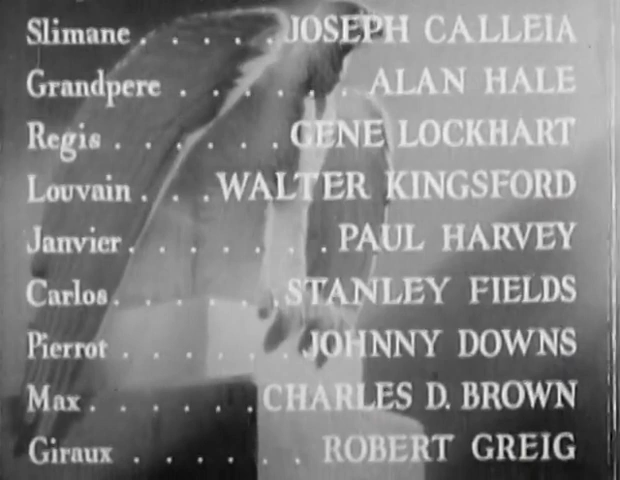 Slimane . . . . . JOSEPH CALLEIA
Grandpere . . . . . ALAN HALE
Regis . . . . . . GENE LOCKHART
Louvain . . . WALTER KINGSFORD
Janvier . . . . . . . PAUL HARVEY
Carlos . . . . . . STANLEY FIELDS
Pierrot . . . . . . JOHNNY DOWNS
Max . . . . . . CHARLES D. BROWN
Giraux . . . . . . ROBERT GREIG